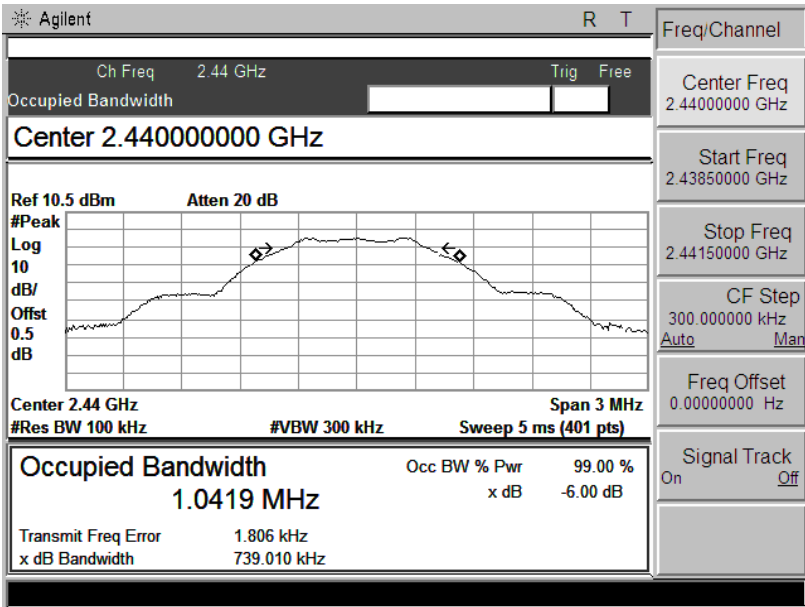 Agilent R T
Ch Freq 2.44 GHz Trig Free
Occupied Bandwidth
Center 2.440000000 GHz
Ref 10.5 dBm Atten 20 dB
#Peak
Log
10
dB/
Offst
0.5
dB
Center 2.44 GHz Span 3 MHz
#Res BW 100 kHz #VBW 300 kHz Sweep 5 ms (401 pts)
Occupied Bandwidth Occ BW % Pwr 99.00 %
1.0419 MHz x dB -6.00 dB
Transmit Freq Error 1.806 kHz
x dB Bandwidth 739.010 kHz
Freq/Channel
Center Freq
2.44000000 GHz
Start Freq
2.43850000 GHz
Stop Freq
2.44150000 GHz
CF Step
300.000000 kHz
Auto Man
Freq Offset
0.00000000 Hz
Signal Track
On Off